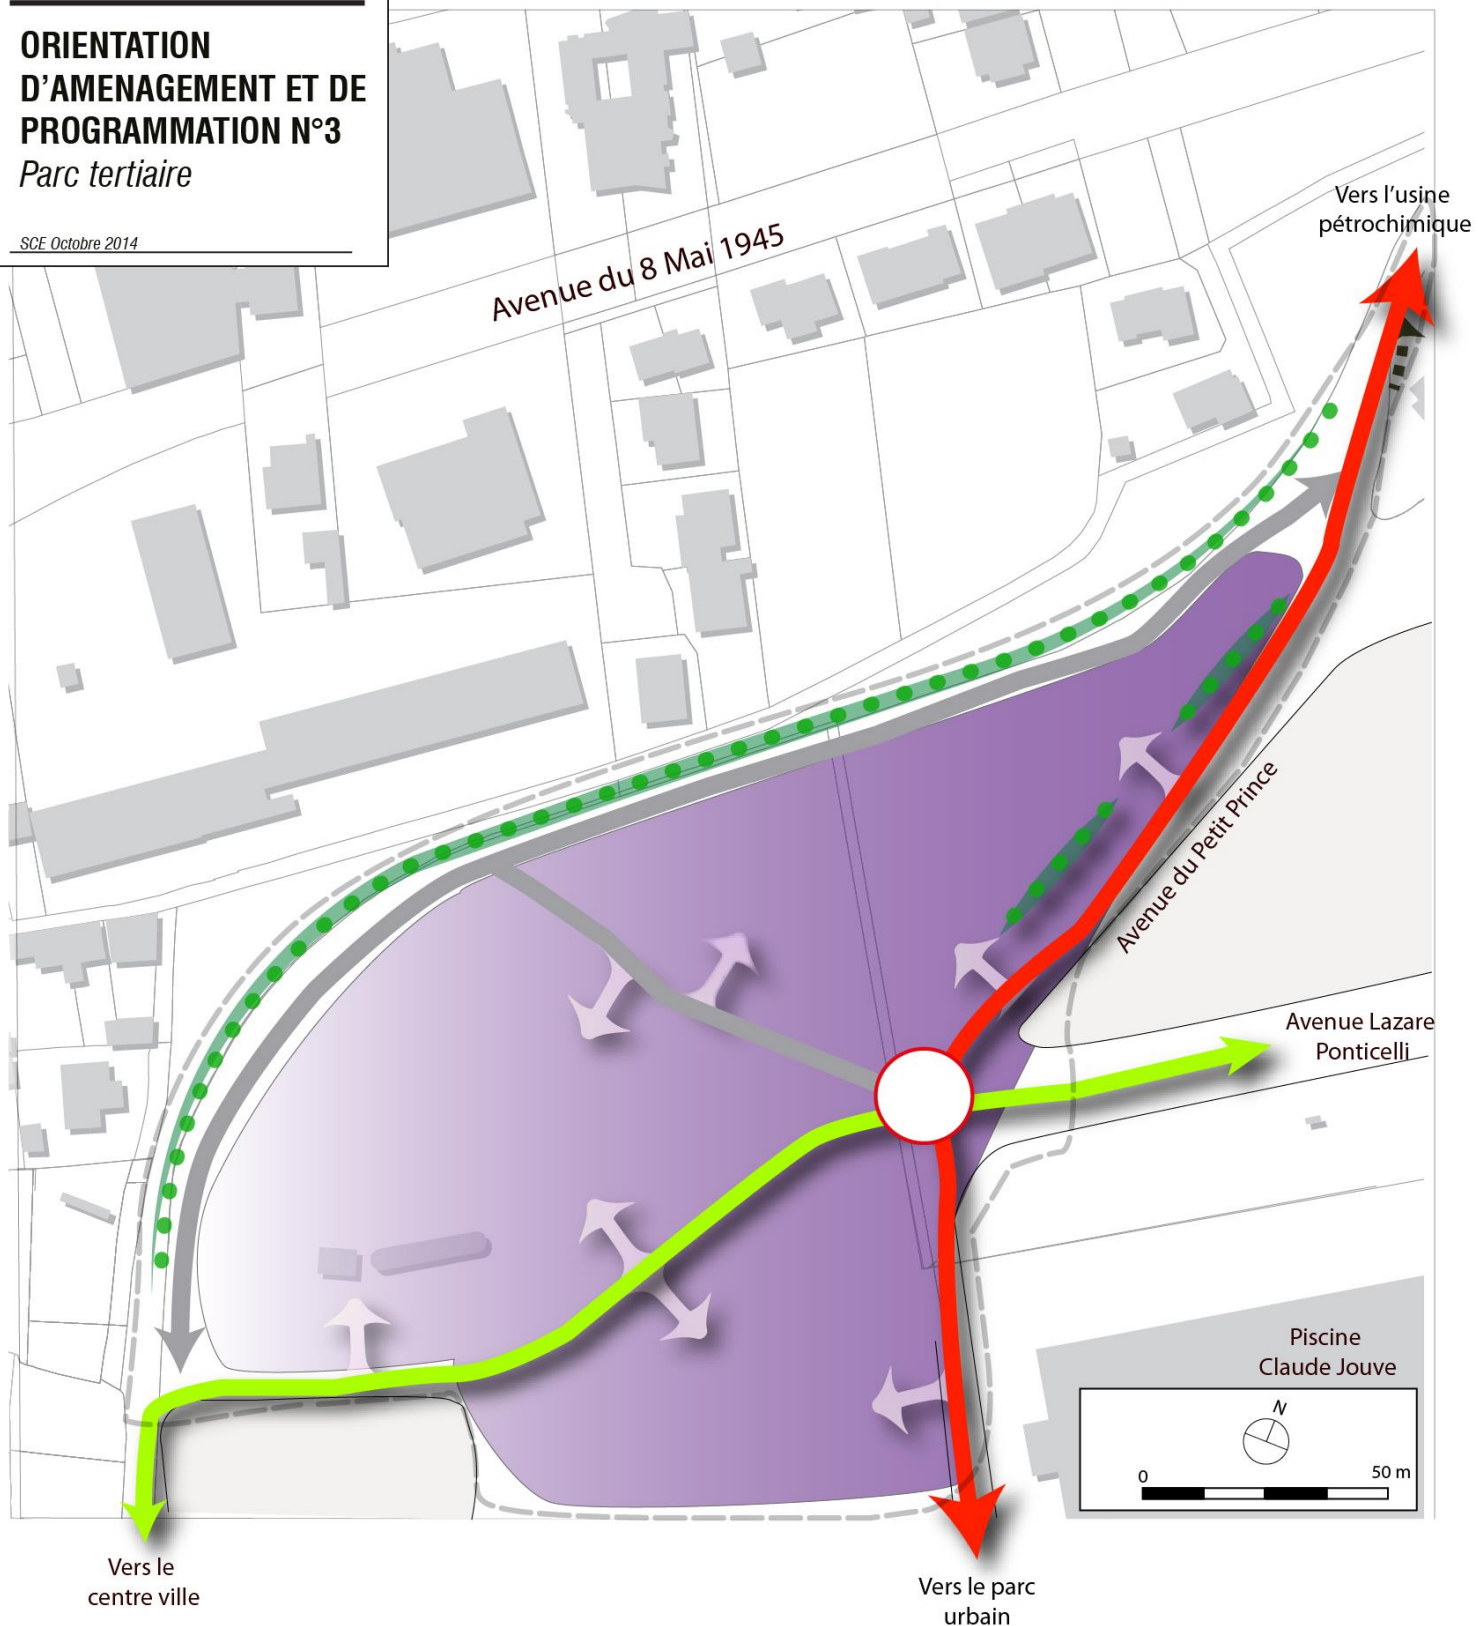 ORIENTATION
D'AMENAGEMENT ET DE
PROGRAMMATION N°3
Parc tertiaire
SCE Octobre 2014
Vers l'usine
pétrochimique
Avenue du 8 Mai 1945
Avenue du Petit Prince
Avenue Lazare
Ponticelli
Piscine
Claude Jouve
N
0 50 m
Vers le
centre ville
Vers le parc
urbain